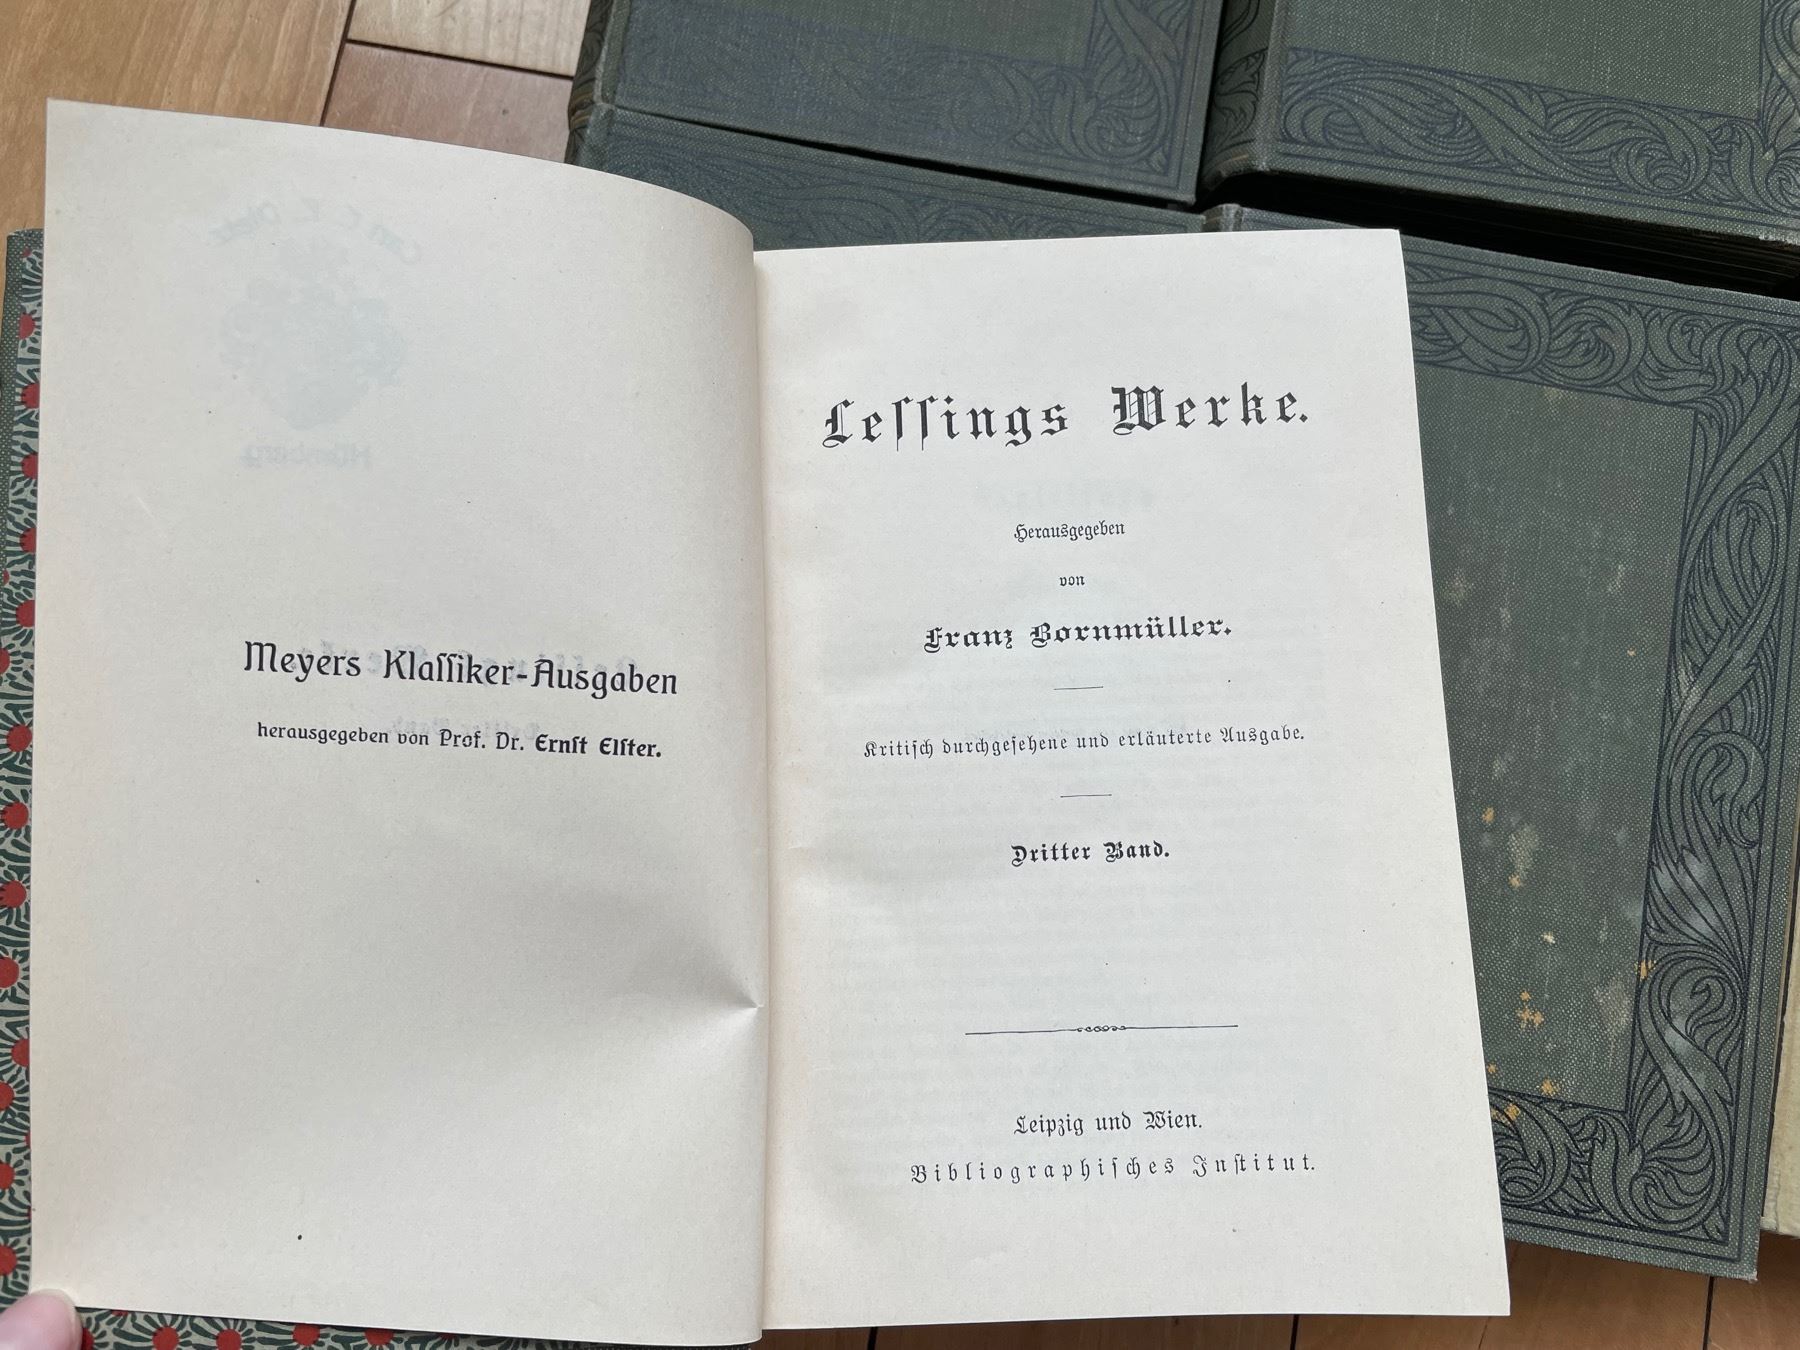 Meyers Klaſſiker-Ausgaben
herausgegeben von Prof. Dr. Ernſt Elſter.
Leſſings Werke.
Herausgegeben
von
Franz Bornmüller.
Kritiſch durchgeſehene und erläuterte Ausgabe.
Dritter Band.
Leipzig und Wien.
Bibliographiſches Inſtitut.